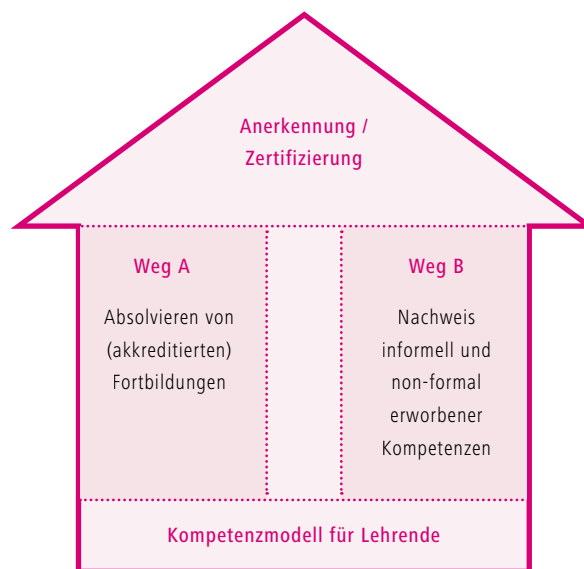 Anerkennung /
Zertifizierung
Weg A
Absolvieren von
(akkreditierten)
Fortbildungen
Weg B
Nachweis
informell und
non-formal
erworbener
Kompetenzen
Kompetenzmodell für Lehrende